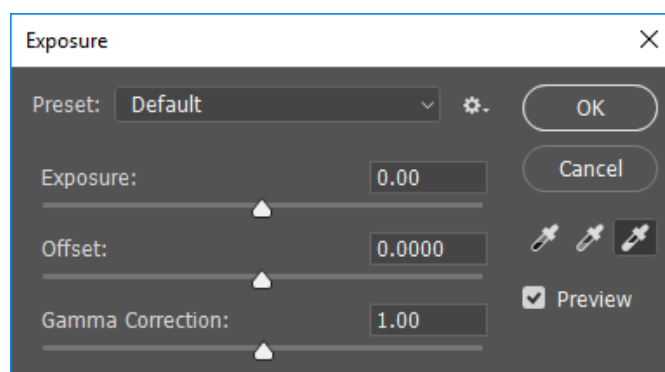 Exposure
Preset: Default
OK
Cancel
Exposure: 0.00
Offset: 0.0000
Preview
Gamma Correction: 1.00